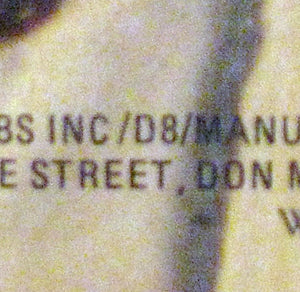 BS INC/D8/MANU
E STREET, DON M
W